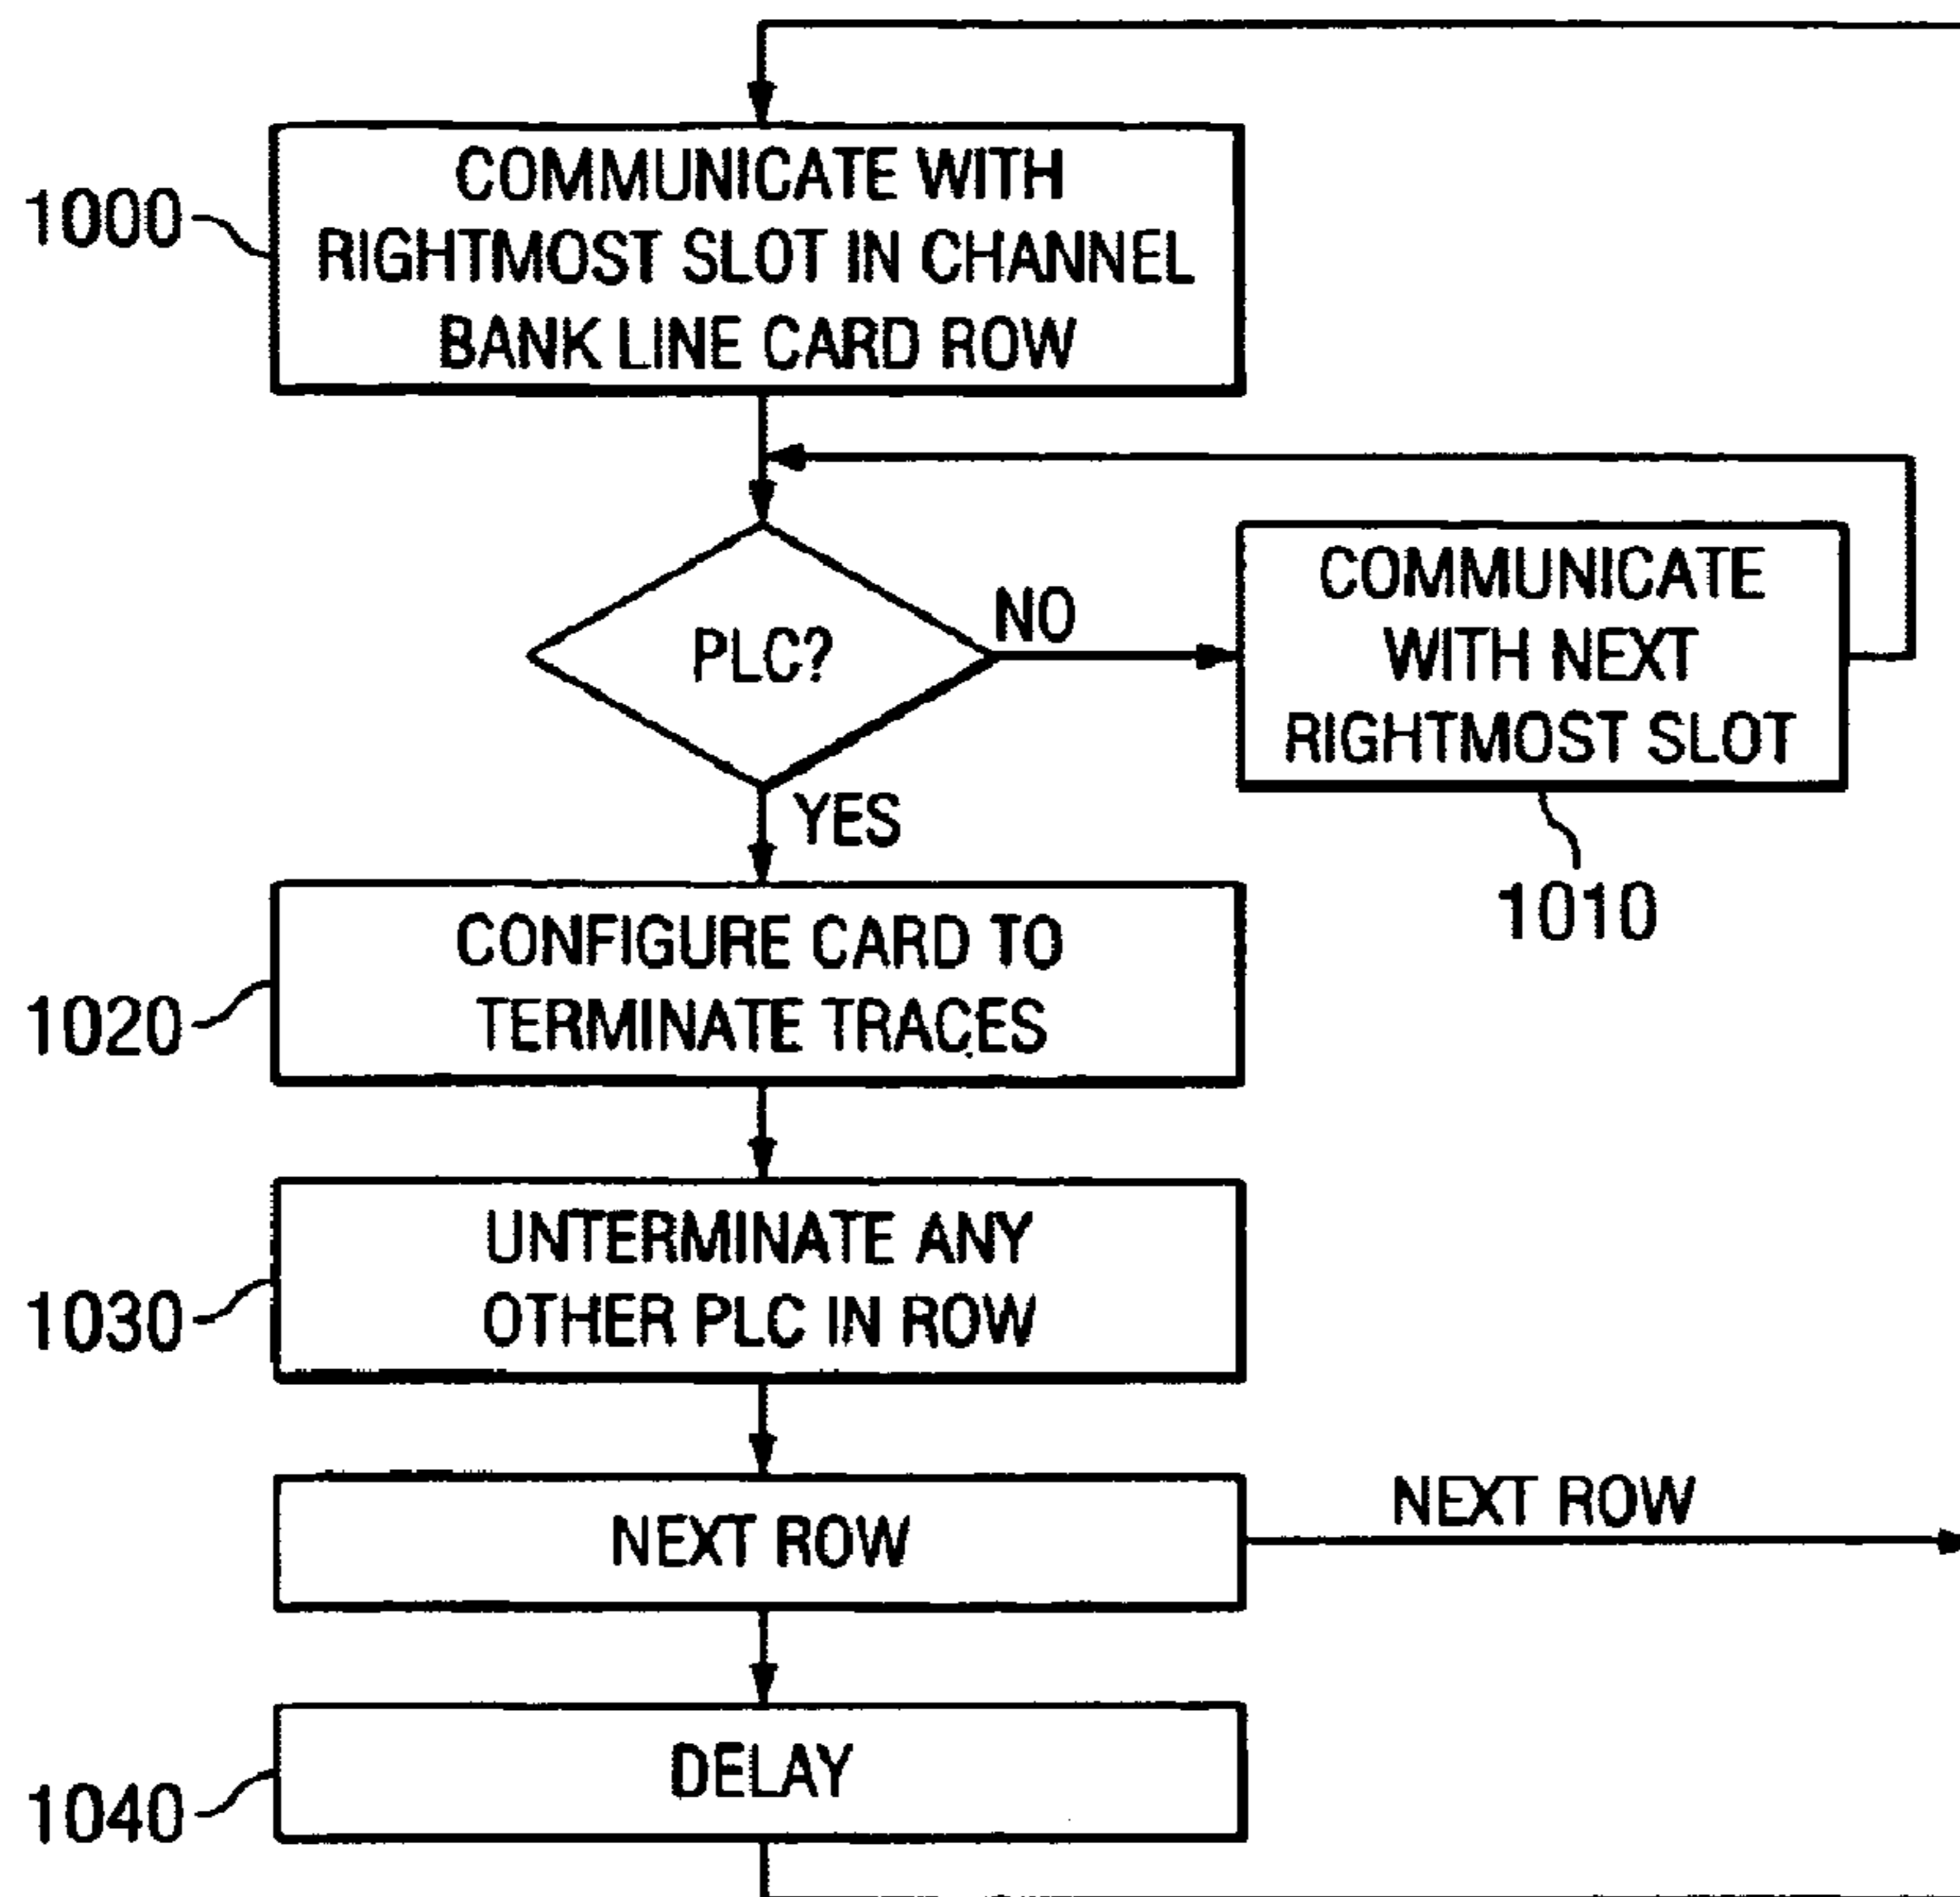 1000
COMMUNICATE WITH
RIGHTMOST SLOT IN CHANNEL
BANK LINE CARD ROW
PLC?
NO
COMMUNICATE
WITH NEXT
RIGHTMOST SLOT
1010
YES
1020
CONFIGURE CARD TO
TERMINATE TRACES
1030
UNTERMINATE ANY
OTHER PLC IN ROW
NEXT ROW
NEXT ROW
1040
DELAY